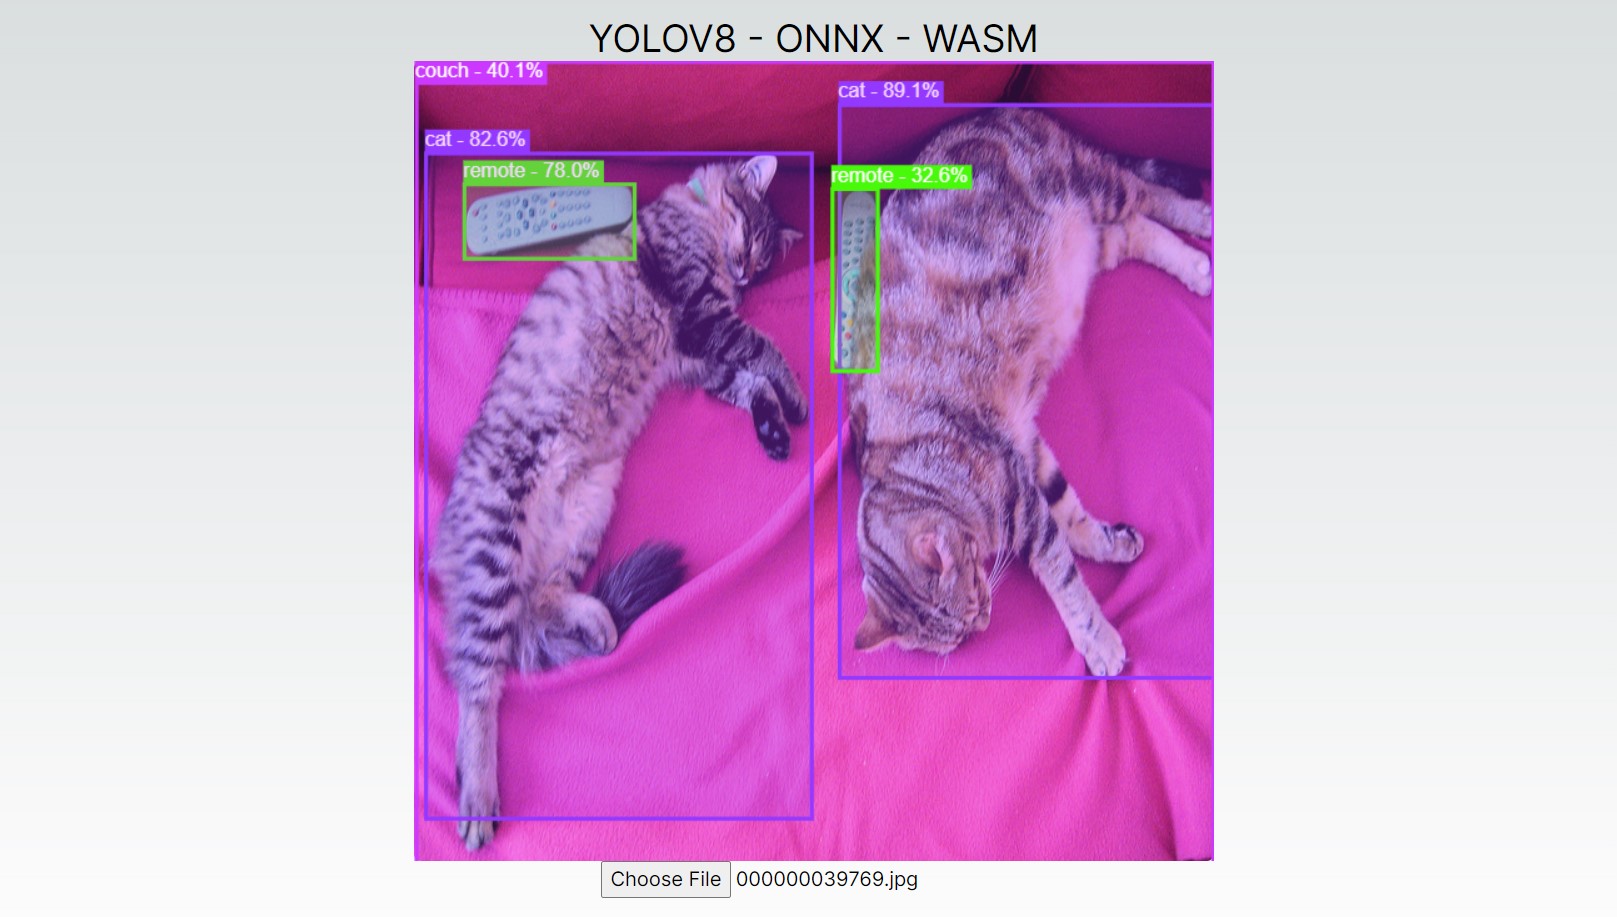 YOLOV8 - ONNX - WASM
couch - 40.1%
cat - 89.1%
cat - 82.6%
remote - 78.0%
remote - 32.6%
Choose File 000000039769.jpg